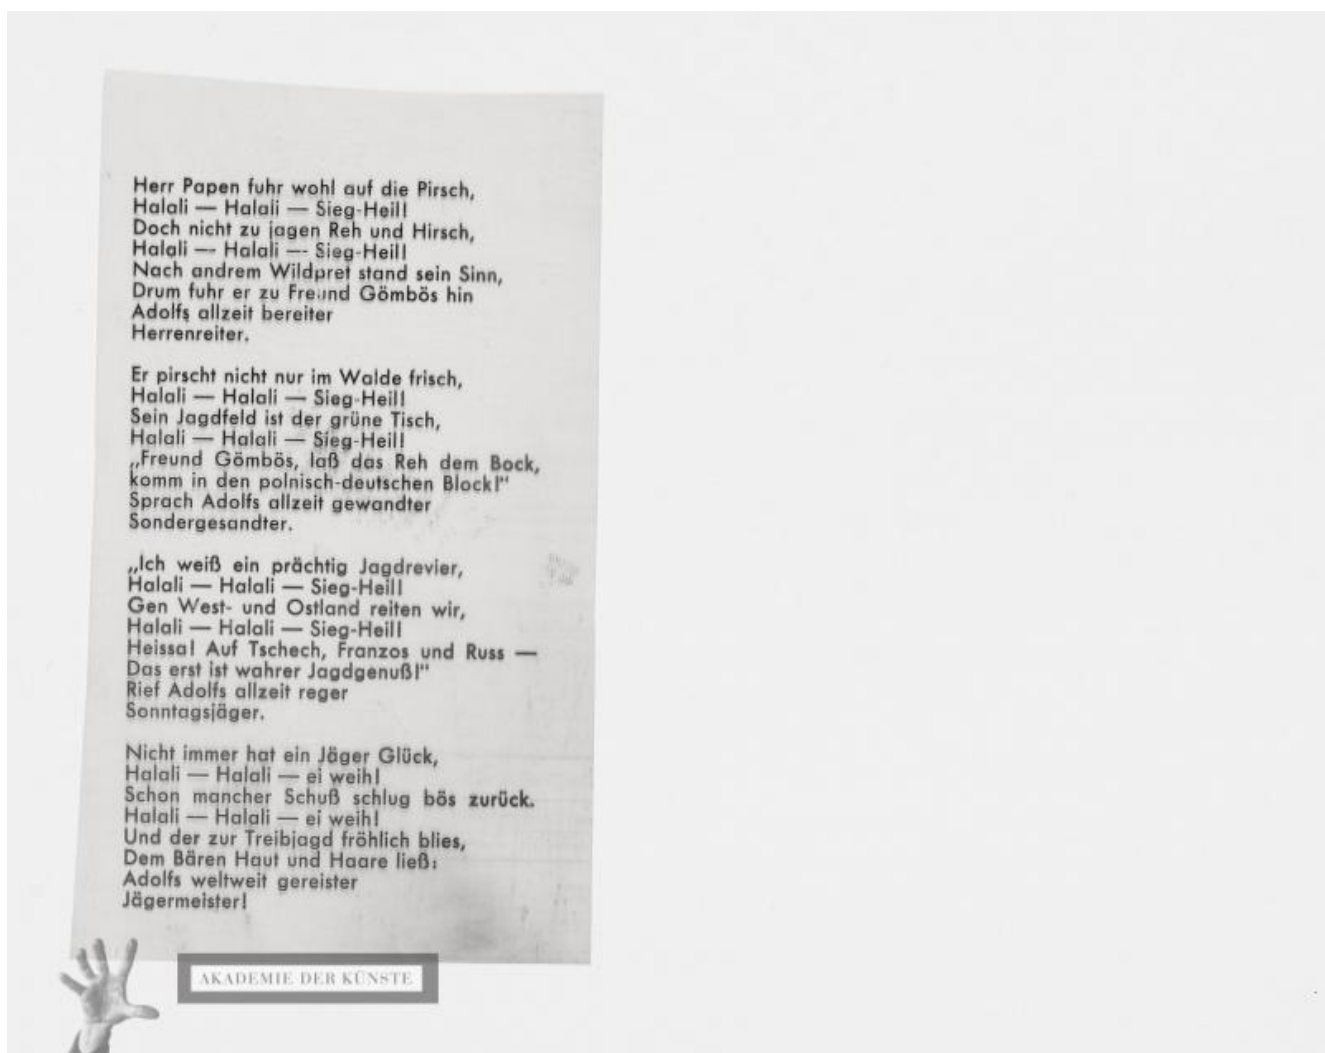 Herr Papen fuhr wohl auf die Pirsch,
Halali — Halali — Sieg-Heil!
Doch nicht zu jagen Reh und Hirsch,
Halali — Halali — Sieg-Heil!
Nach andrem Wildpret stand sein Sinn,
Drum fuhr er zu Freund Gömbös hin
Adolfs allzeit bereiter
Herrenreiter.
Er pirscht nicht nur im Walde frisch,
Halali — Halali — Sieg-Heil!
Sein Jagdfeld ist der grüne Tisch,
Halali — Halali — Sieg-Heil!
„Freund Gömbös, laß das Reh dem Bock,
komm in den polnisch-deutschen Block!"
Sprach Adolfs allzeit gewandter
Sondergesandter.
„Ich weiß ein prächtig Jagdrevier,
Halali — Halali — Sieg-Heil!
Gen West- und Ostland reiten wir,
Halali — Halali — Sieg-Heil!
Heissa! Auf Tschech, Franzos und Russ —
Das erst ist wahrer Jagdgenuß!"
Rief Adolfs allzeit reger
Sonntagsjäger.
Nicht immer hat ein Jäger Glück,
Halali — Halali — ei weih!
Schon mancher Schuß schlug bös zurück.
Halali — Halali — ei weih!
Und der zur Treibjagd fröhlich blies,
Dem Bären Haut und Haare ließ:
Adolfs weltweit gereister
Jägermeister!
AKADEMIE DER KÜNSTE